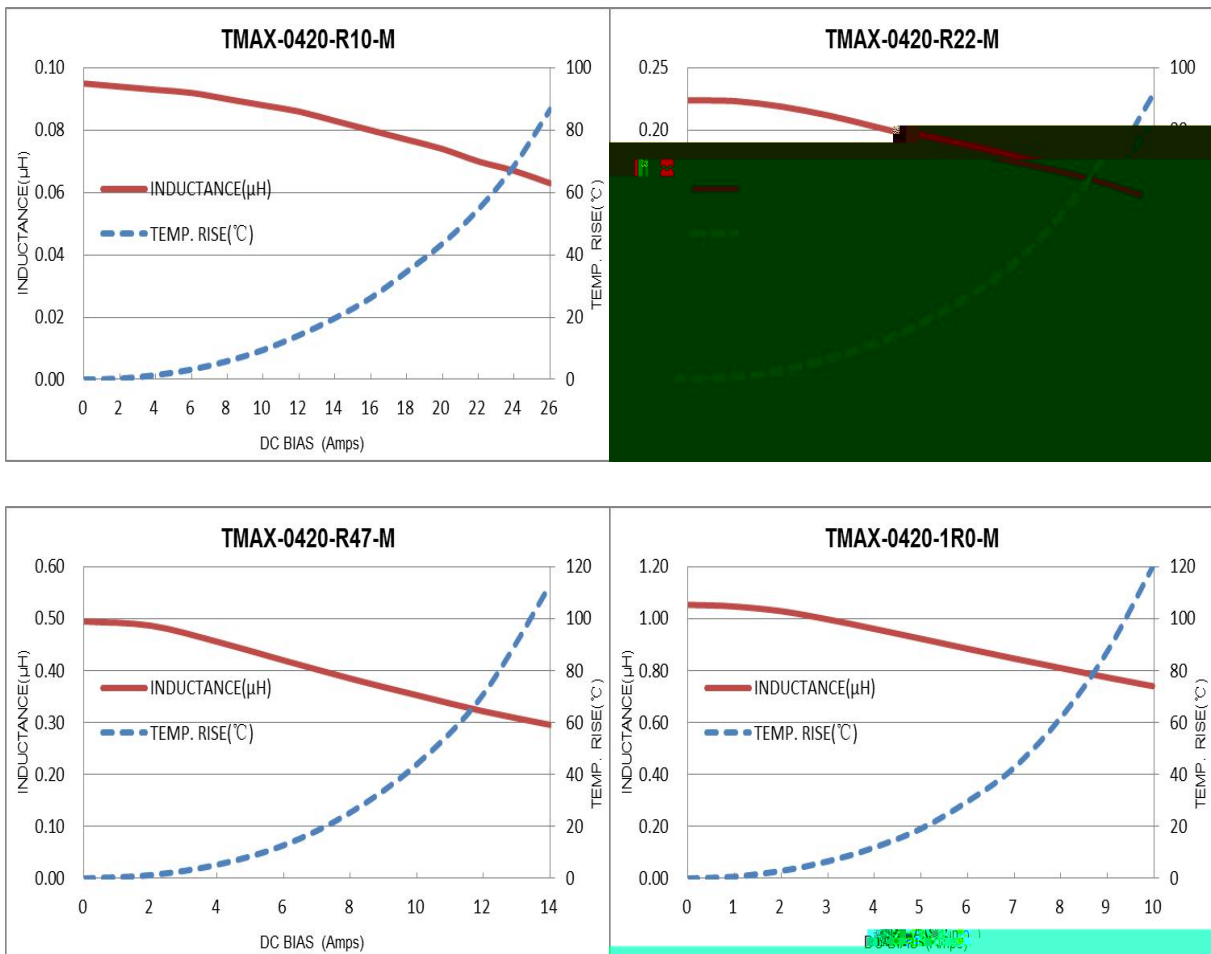 TMAX-0420-R10-M
0.10
0.08
0.06
0.04
0.02
0.00
INDUCTANCE(μH)
INDUCTANCE(μH)
TEMP. RISE(℃)
100
80
60
40
20
0
TEMP. RISE(℃)
0 2 4 6 8 10 12 14 16 18 20 22 24 26
DC BIAS (Amps)
TMAX-0420-R22-M
0.25
0.20
100
TMAX-0420-R47-M
0.60
0.50
0.40
0.30
0.20
0.10
0.00
INDUCTANCE(μH)
INDUCTANCE(μH)
TEMP. RISE(℃)
120
100
80
60
40
20
0
TEMP. RISE(℃)
0 2 4 6 8 10 12 14
DC BIAS (Amps)
TMAX-0420-1R0-M
1.20
1.00
0.80
0.60
0.40
0.20
0.00
INDUCTANCE(μH)
INDUCTANCE(μH)
TEMP. RISE(℃)
120
100
80
60
40
20
0
TEMP. RISE(℃)
0 1 2 3 4 5 6 7 8 9 10